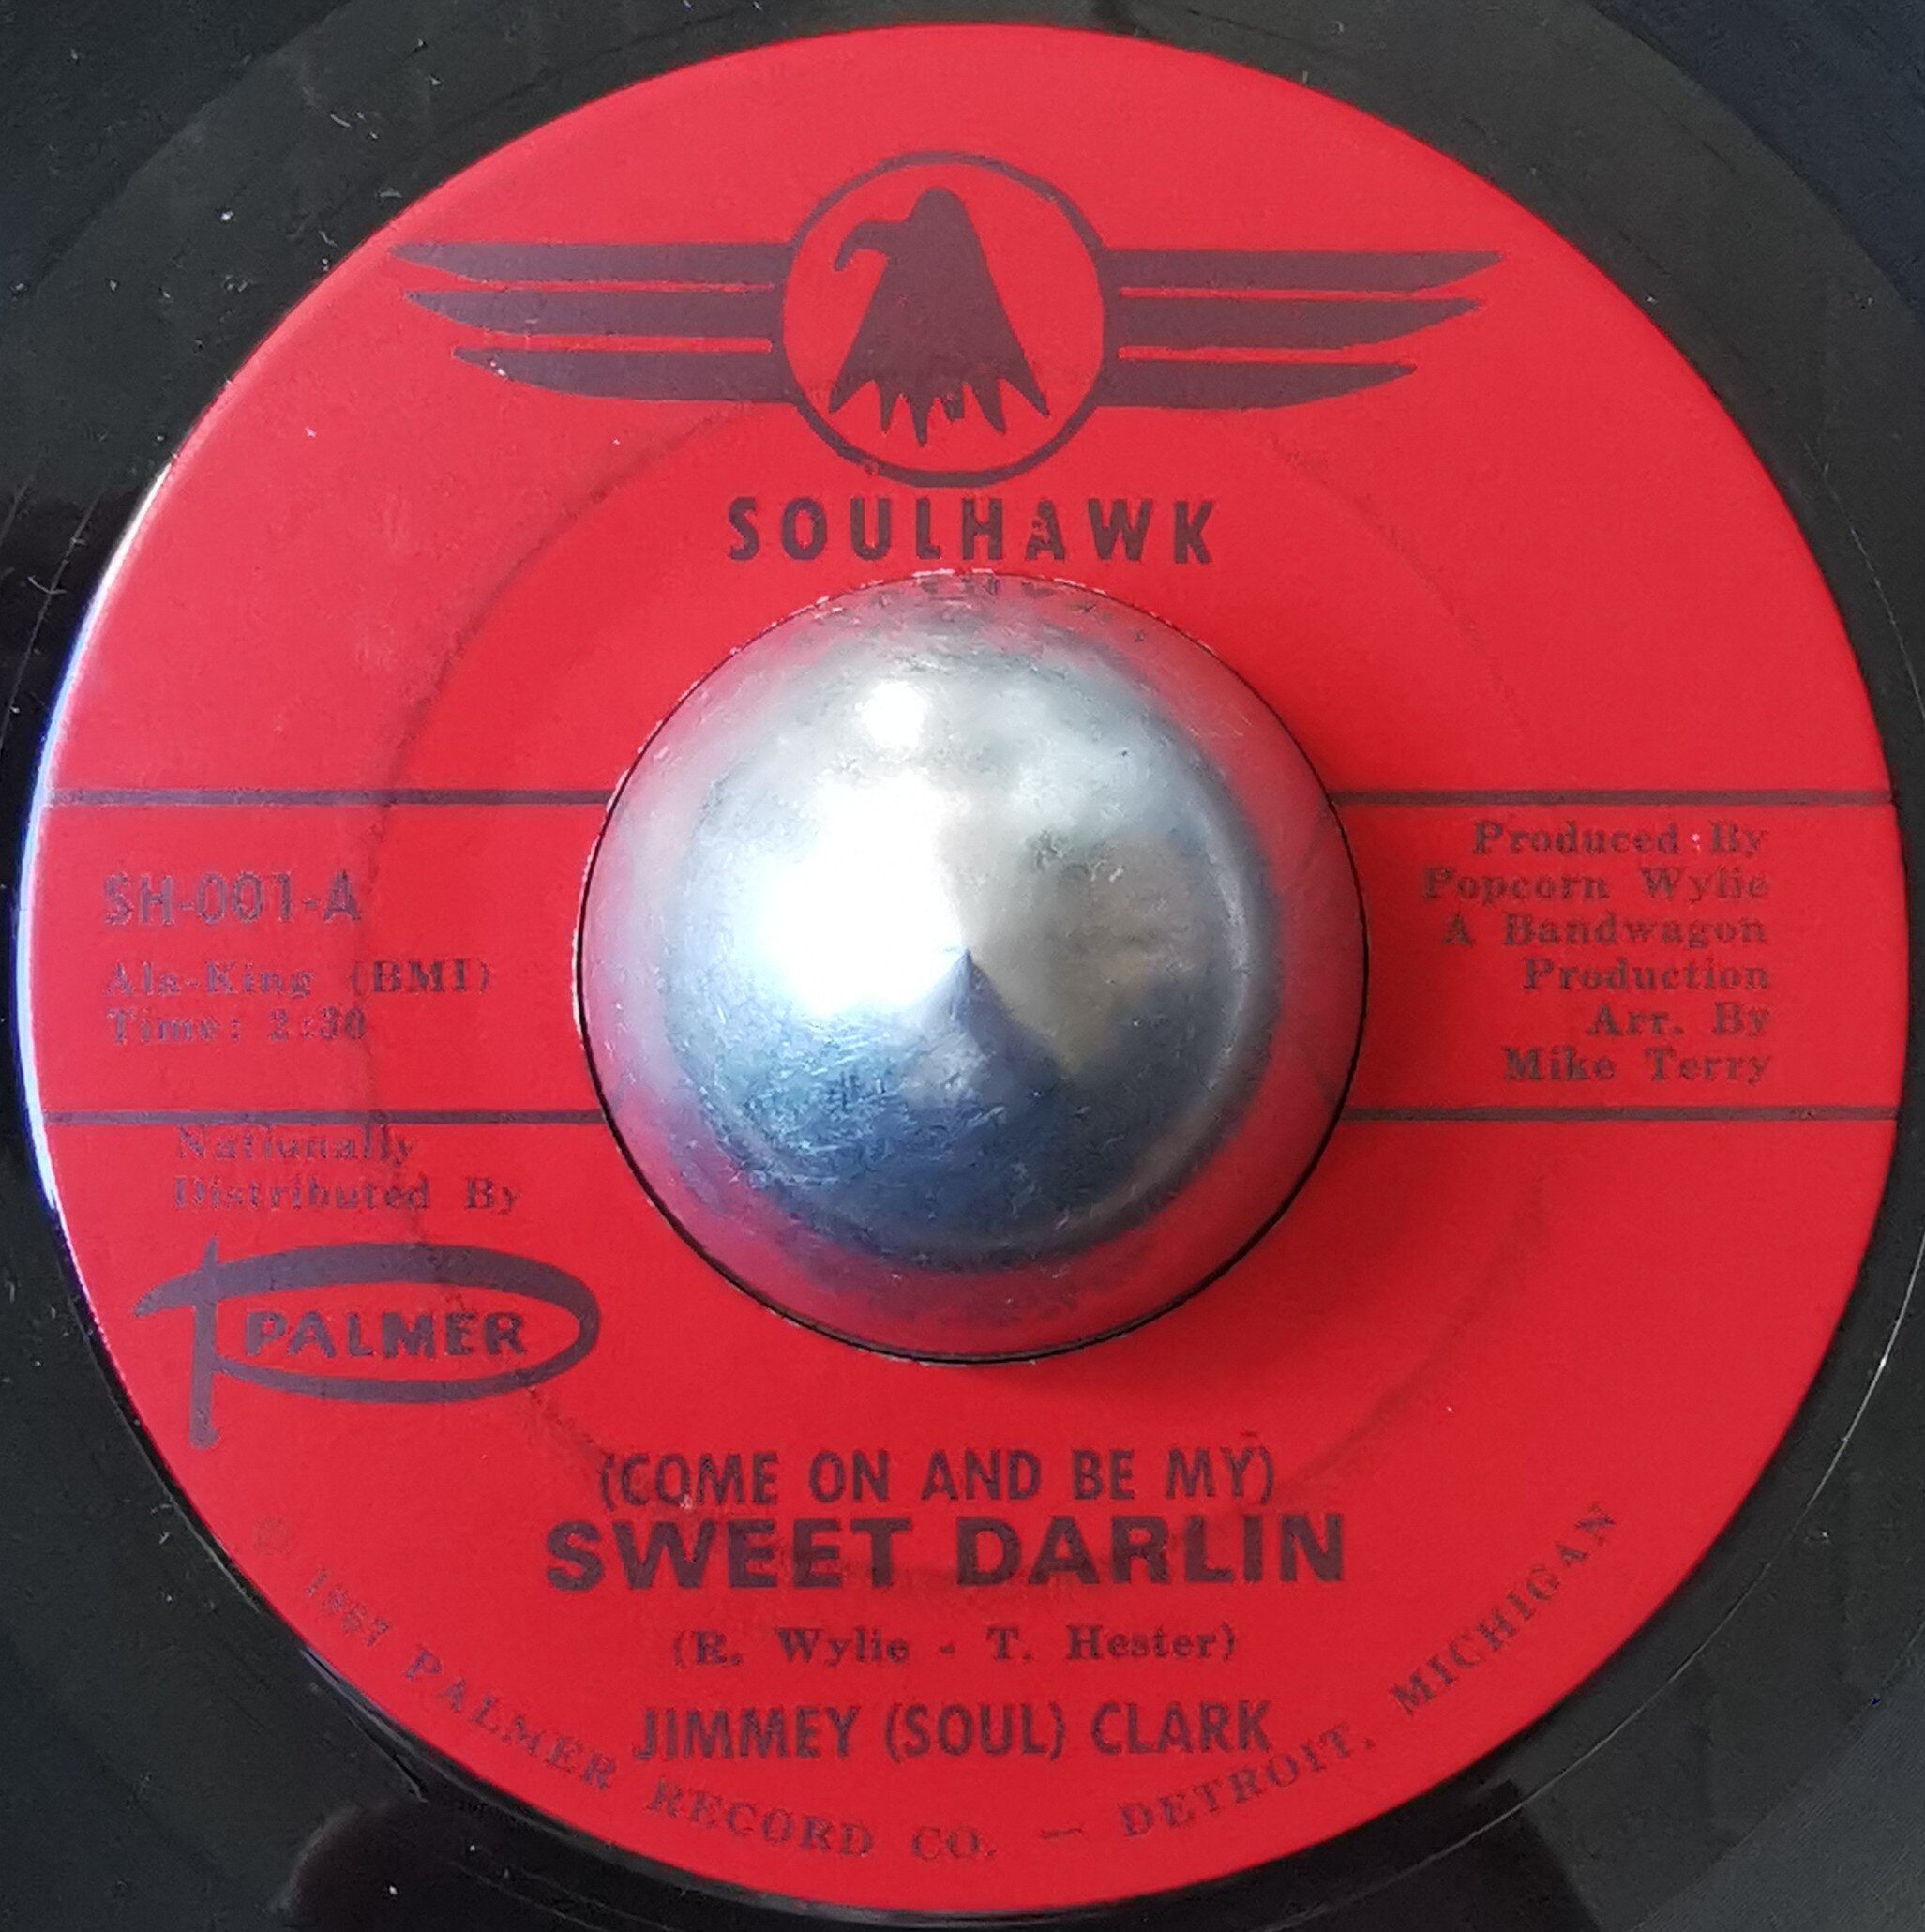 SOULHAWK
SH-001-A
Ala-King (BMI)
Time: 2:30
Produced By
Popcorn Wylie
A Bandwagon
Production
Arr. By
Mike Terry
Nationally
Distributed By
PALMER
(COME ON AND BE MY)
SWEET DARLIN
(R. Wylie - T. Hester)
JIMMEY (SOUL) CLARK
© 1967 PALMER RECORD CO. — DETROIT, MICHIGAN